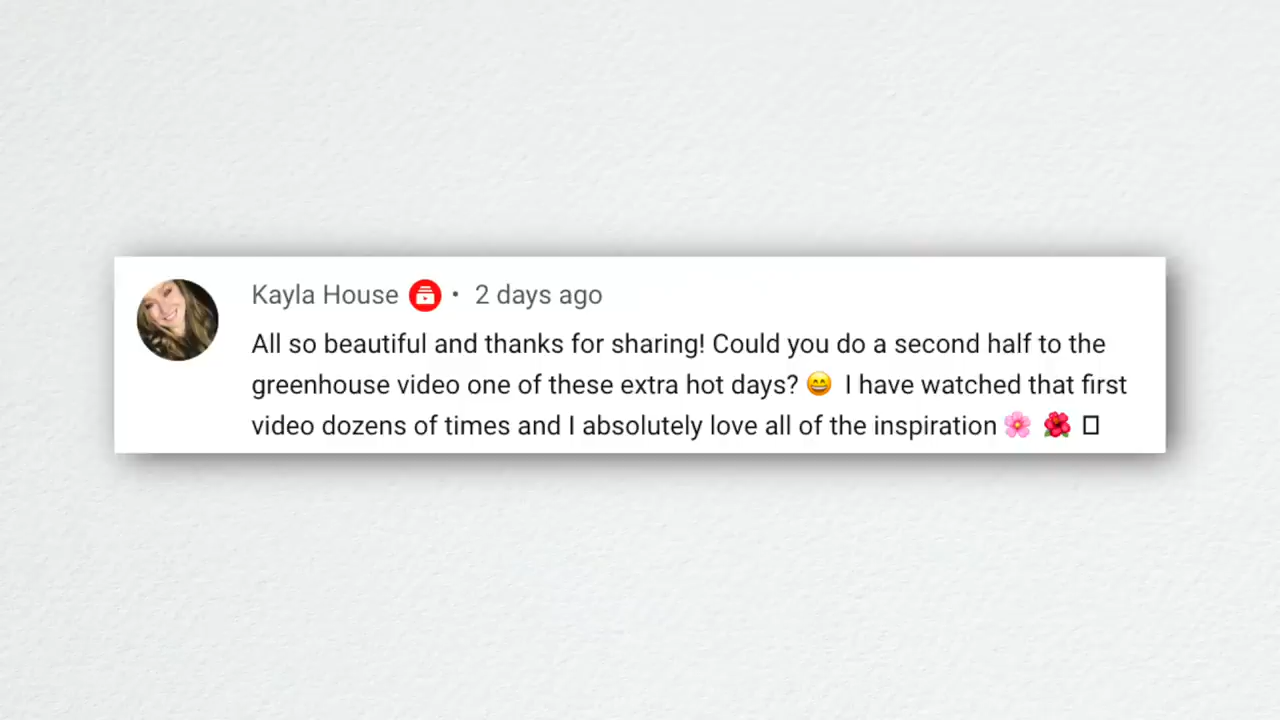 Kayla House • 2 days ago
All so beautiful and thanks for sharing! Could you do a second half to the
greenhouse video one of these extra hot days? 😄 I have watched that first
video dozens of times and I absolutely love all of the inspiration 🌸 🌺